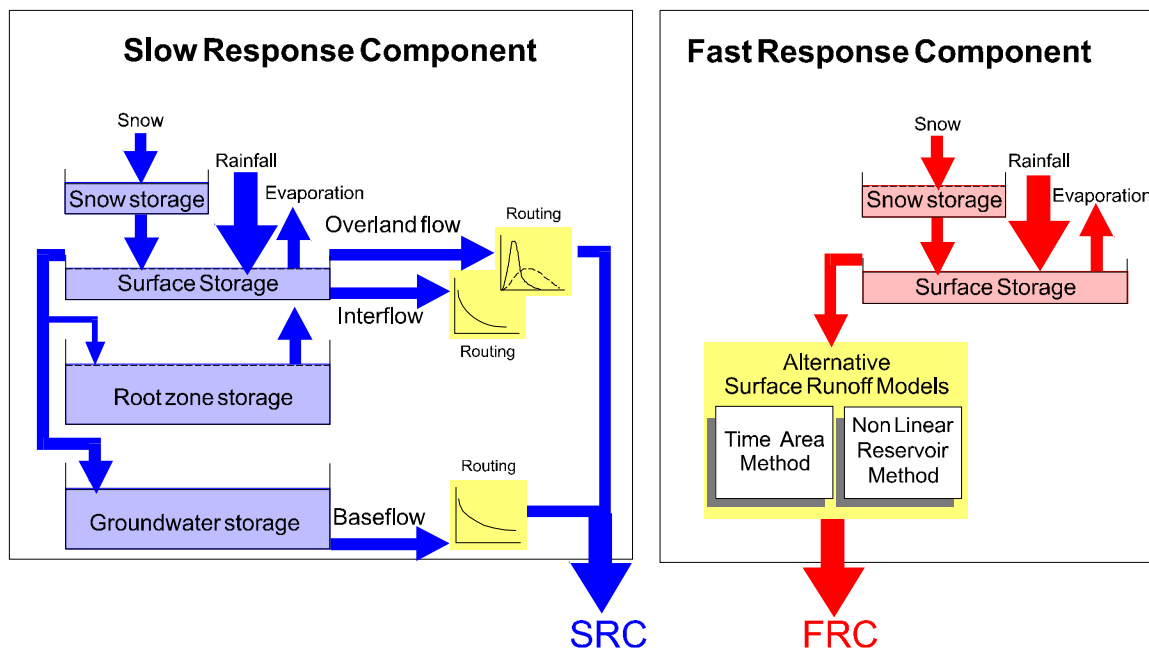 Slow Response Component
Snow
Rainfall
Snow storage
Evaporation
Overland flow
Routing
Surface Storage
Interflow
Routing
Root zone storage
Routing
Groundwater storage
Baseflow
SRC
Fast Response Component
Snow
Rainfall
Snow storage
Evaporation
Surface Storage
Alternative
Surface Runoff Models
Time Area
Method
Non Linear
Reservoir
Method
FRC